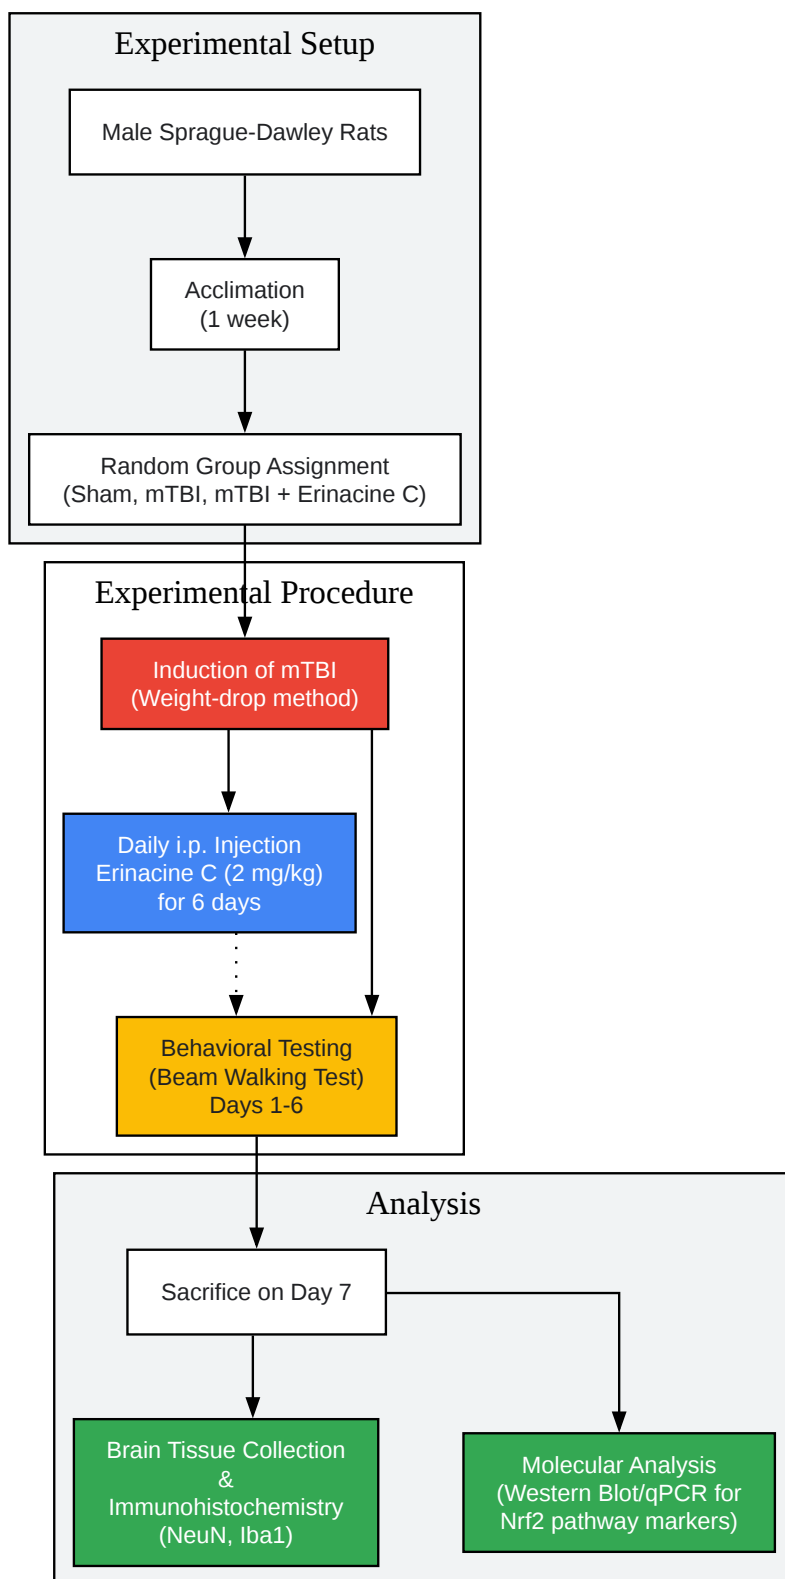 Experimental Setup
Male Sprague-Dawley Rats
Acclimation
(1 week)
Random Group Assignment
(Sham, mTBI, mTBI + Erinacine C)
Experimental Procedure
Induction of mTBI
(Weight-drop method)
Daily i.p. Injection
Erinacine C (2 mg/kg)
for 6 days
Behavioral Testing
(Beam Walking Test)
Days 1-6
Analysis
Sacrifice on Day 7
Brain Tissue Collection
&
Immunohistochemistry
(NeuN, Iba1)
Molecular Analysis
(Western Blot/qPCR for
Nrf2 pathway markers)